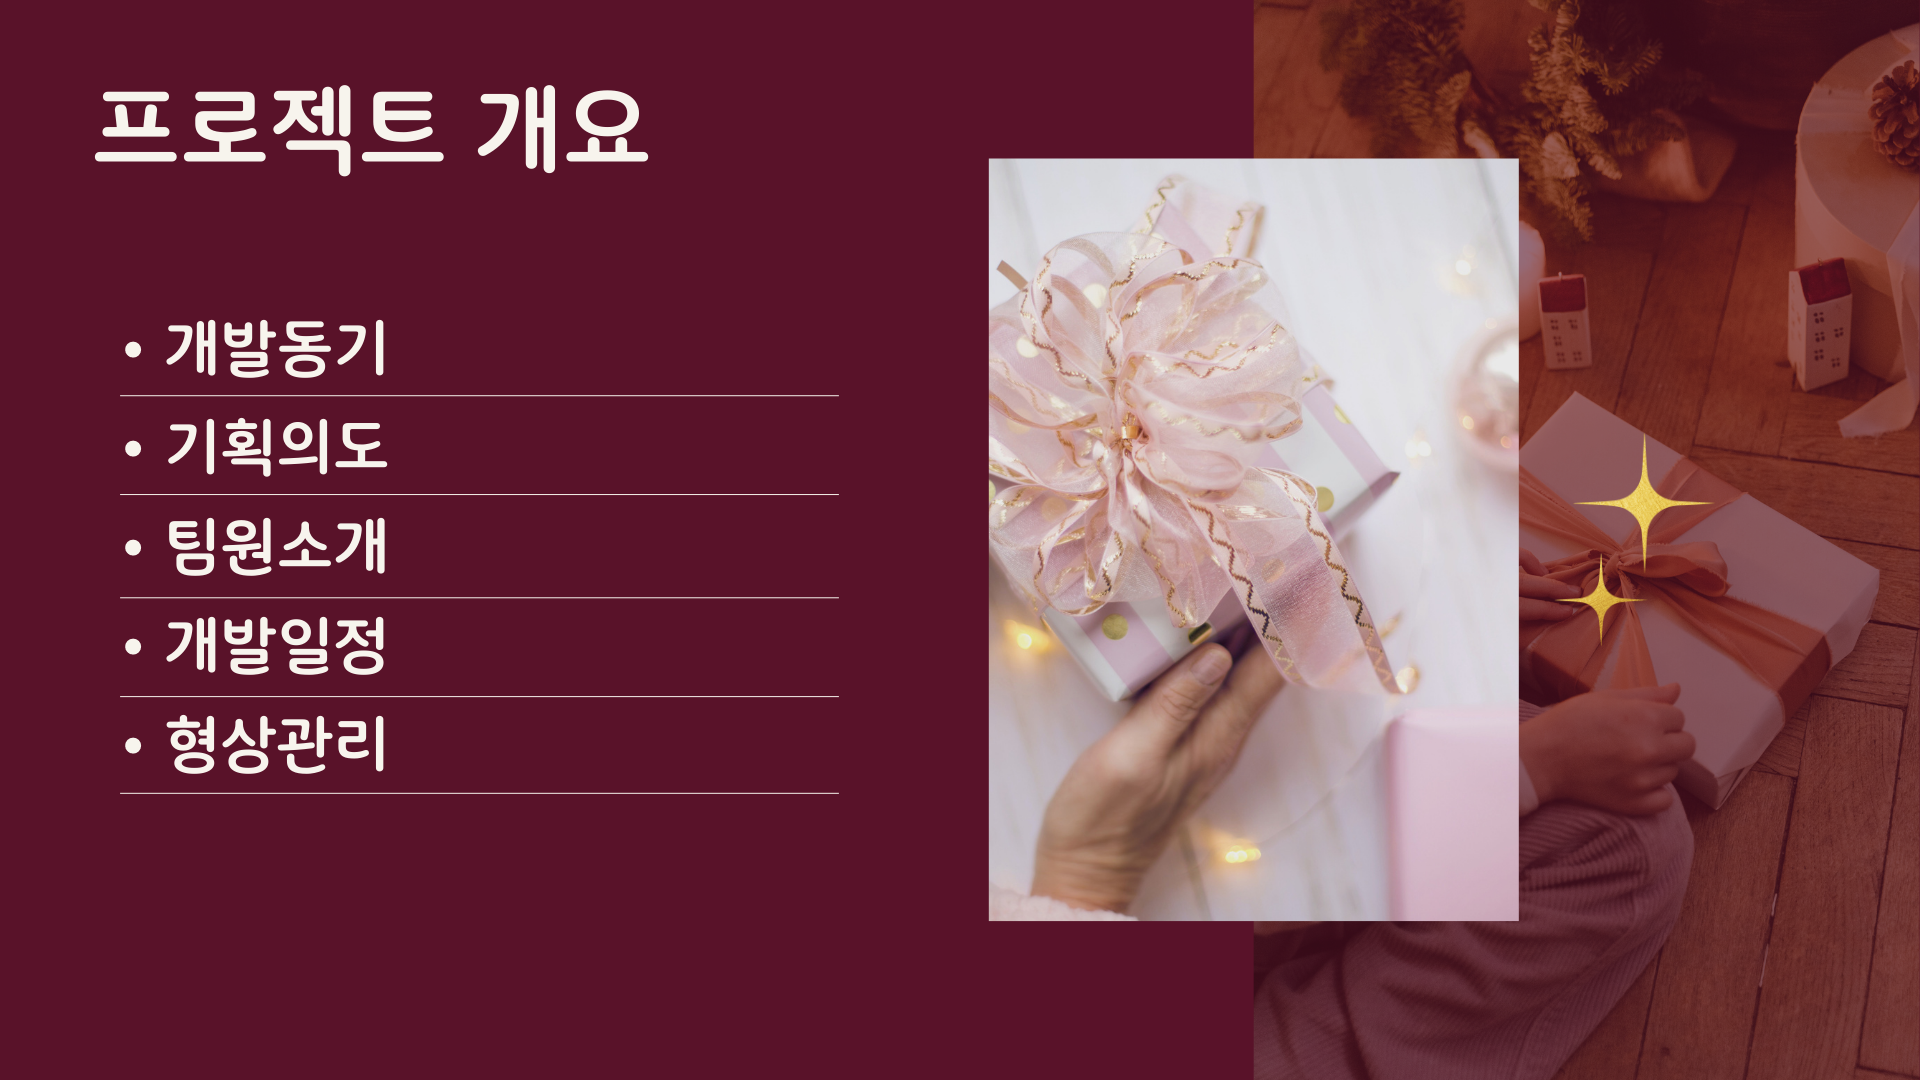 프로젝트 개요
• 개발동기
• 기획의도
• 팀원소개
• 개발일정
• 형상관리